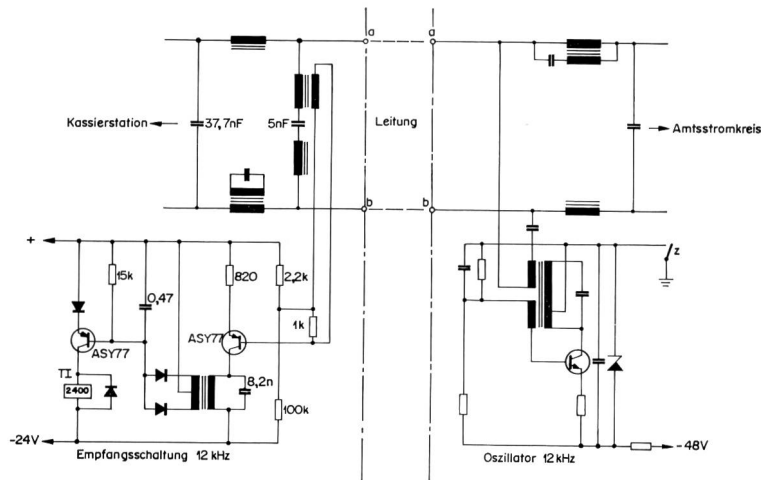 a
a
Kassierstation
37,7nF
5nF
Leitung
Amtsstromkreis
b
b
+
z
15k
820
2,2k
0,47
1k
ASY77
ASY77
TI
2400
8,2n
100k
-24V
-48V
Empfangsschaltung 12 kHz
Oszillator 12kHz